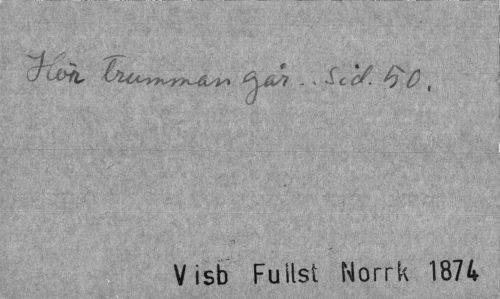 Hör trumman går.. Sid. 50.
Visb Fullst Norrk 1874